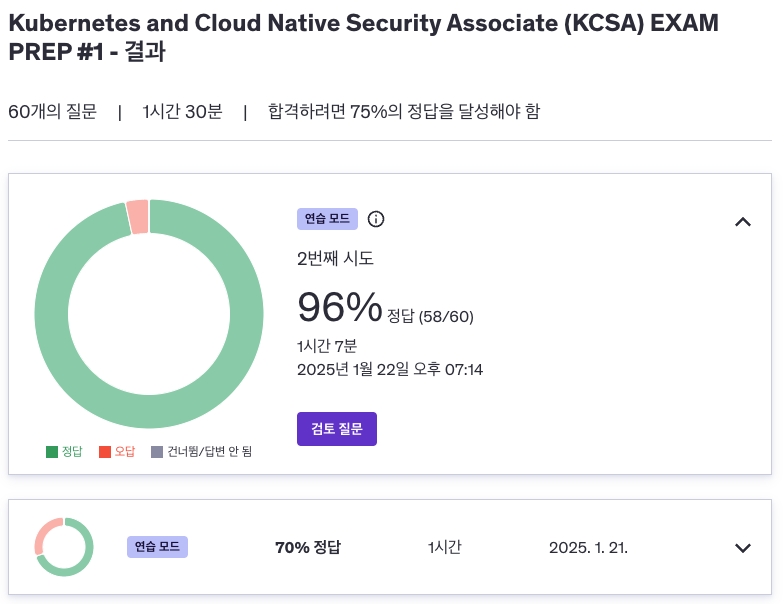 Kubernetes and Cloud Native Security Associate (KCSA) EXAM
PREP #1 - 결과
60개의 질문 | 1시간 30분 | 합격하려면 75%의 정답을 달성해야 함
연습 모드
2번째 시도
96% 정답 (58/60)
1시간 7분
2025년 1월 22일 오후 07:14
검토 질문
정답 오답 건너뜀/답변 안 됨
연습 모드 70% 정답 1시간 2025. 1. 21.